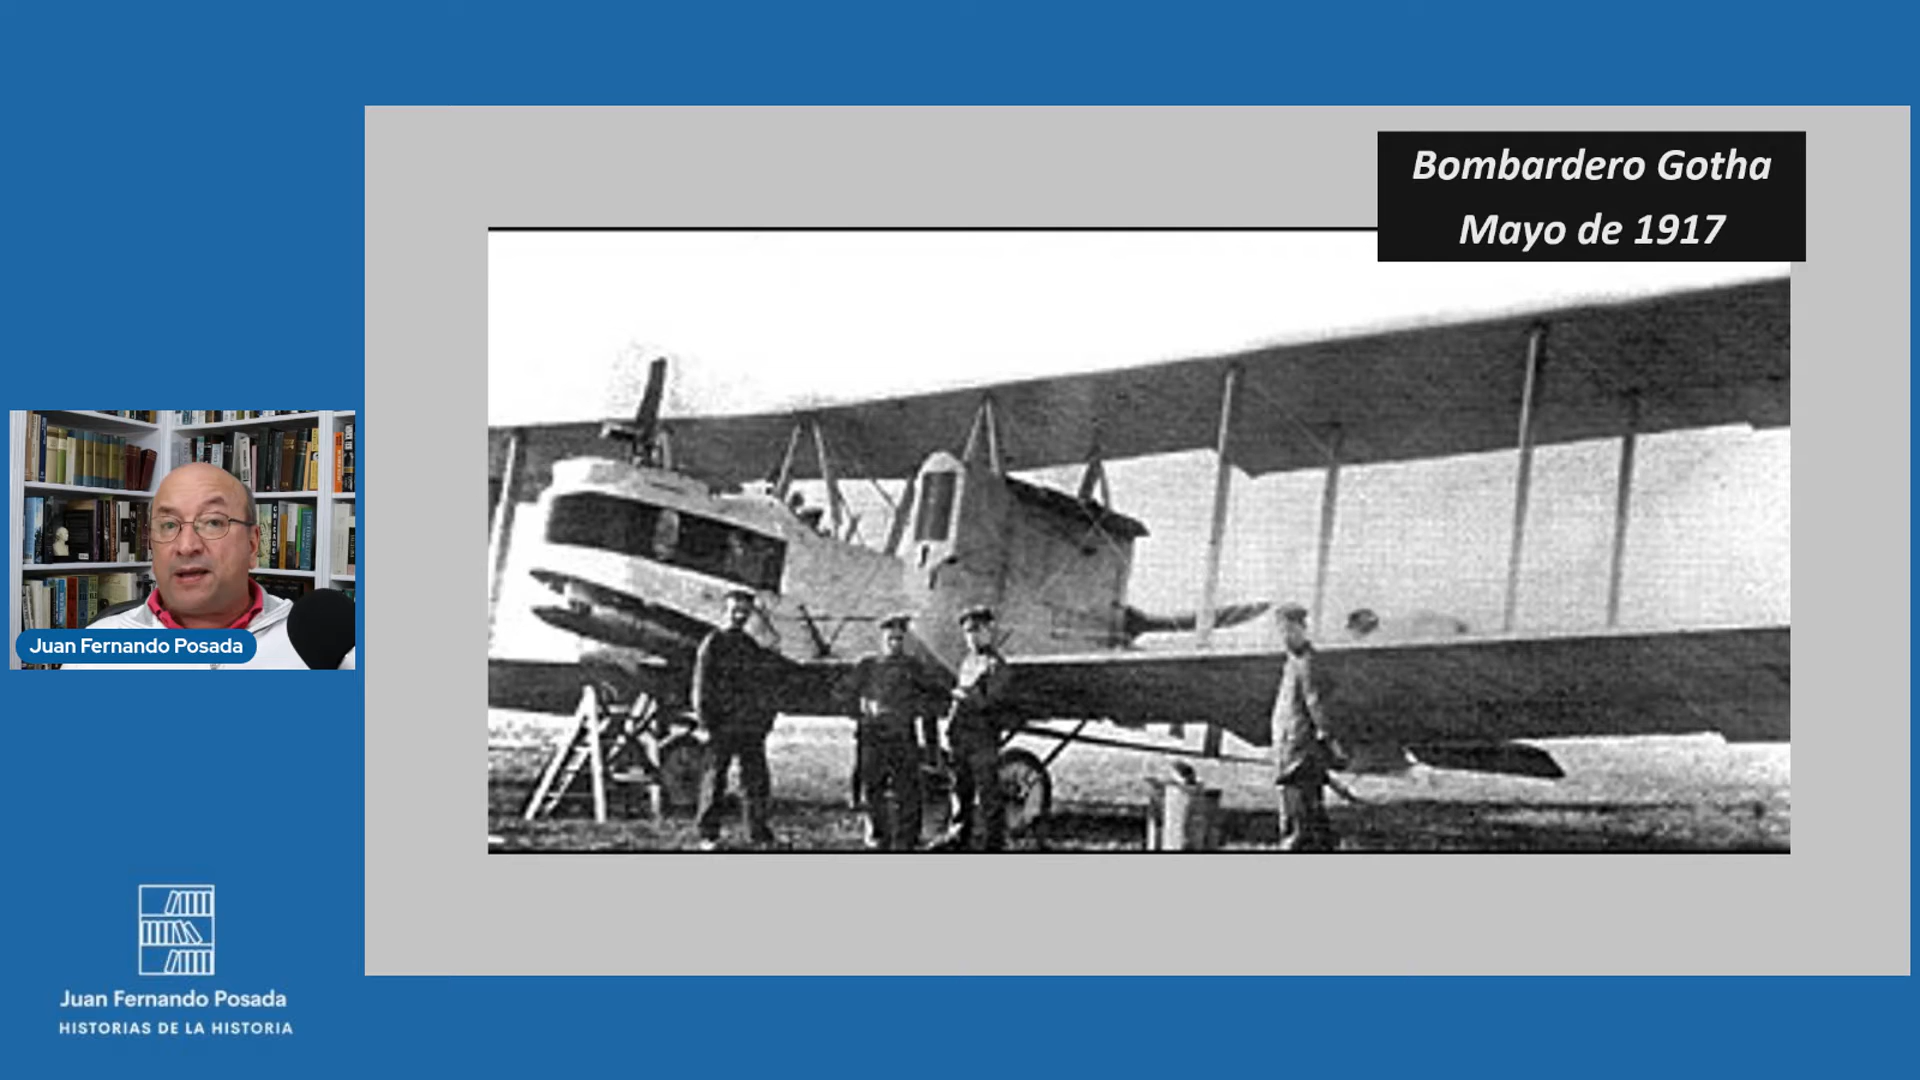 Bombardero Gotha
Mayo de 1917
Juan Fernando Posada
Juan Fernando Posada
HISTORIAS DE LA HISTORIA